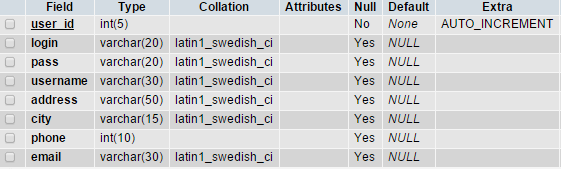 Field Type Collation Attributes Null Default Extra
user_id int(5) No None AUTO_INCREMENT
login varchar(20) latin1_swedish_ci Yes NULL
pass varchar(20) latin1_swedish_ci Yes NULL
username varchar(30) latin1_swedish_ci Yes NULL
address varchar(50) latin1_swedish_ci Yes NULL
city varchar(15) latin1_swedish_ci Yes NULL
phone int(10) Yes NULL
email varchar(30) latin1_swedish_ci Yes NULL